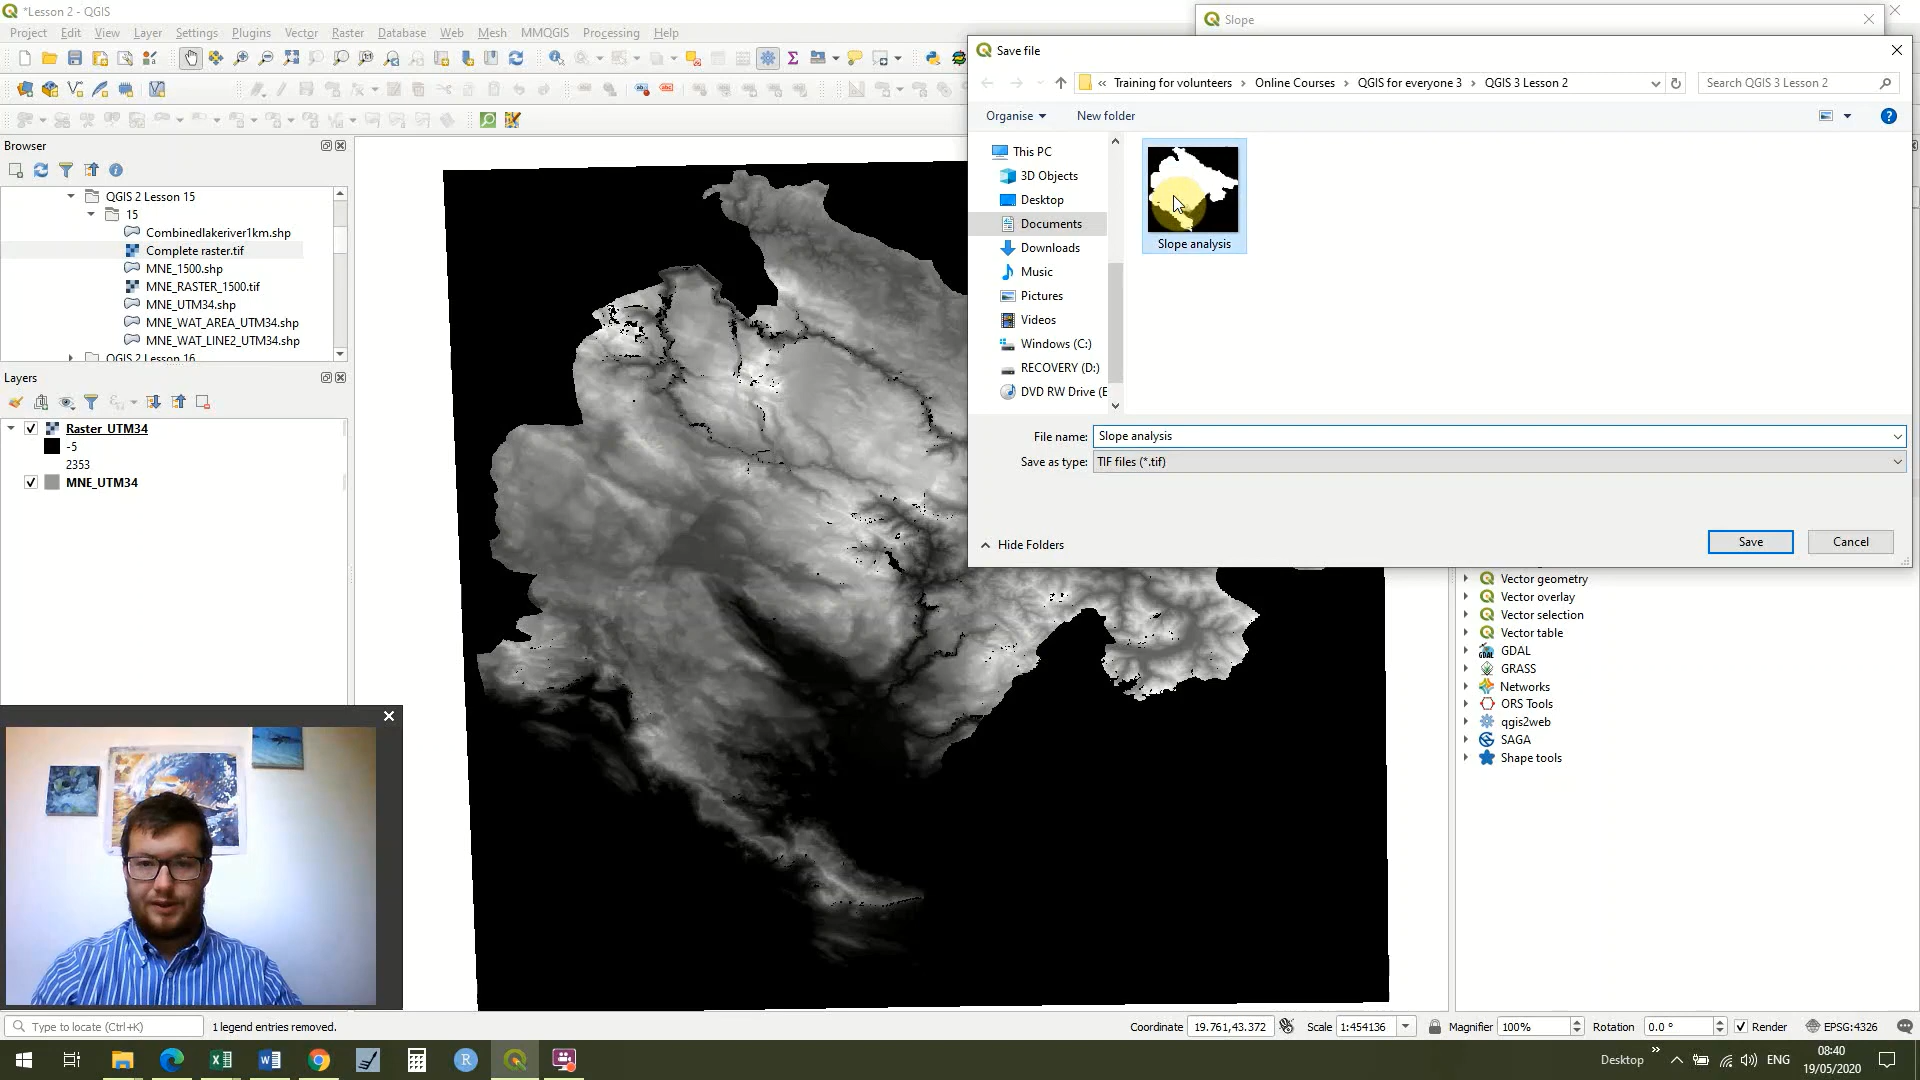 *Lesson 2 - QGIS
Project Edit View Layer Settings Plugins Vector Raster Database Web Mesh MMQGIS Processing Help
Browser
QGIS 2 Lesson 15
15
Combinedlakeriver1km.shp
Complete raster.tif
MNE_1500.shp
MNE_RASTER_1500.tif
MNE_UTM34.shp
MNE_WAT_AREA_UTM34.shp
MNE_WAT_LINE2_UTM34.shp
QGIS 2 Lesson 16
Layers
Raster_UTM34
-5
2353
MNE_UTM34
Slope
Save file
« Training for volunteers > Online Courses > QGIS for everyone 3 > QGIS 3 Lesson 2
Search QGIS 3 Lesson 2
Organise New folder
This PC
3D Objects
Desktop
Documents
Downloads
Music
Pictures
Videos
Windows (C:)
RECOVERY (D:)
DVD RW Drive (E
Slope analysis
File name: Slope analysis
Save as type: TIF files (*.tif)
Hide Folders
Save Cancel
Vector geometry
Vector overlay
Vector selection
Vector table
GDAL
GRASS
Networks
ORS Tools
qgis2web
SAGA
Shape tools
Type to locate (Ctrl+K) 1 legend entries removed. Coordinate 19.761,43.372 Scale 1:454136 Magnifier 100% Rotation 0.0 ° Render EPSG:4326
Desktop » ENG
08:40
19/05/2020